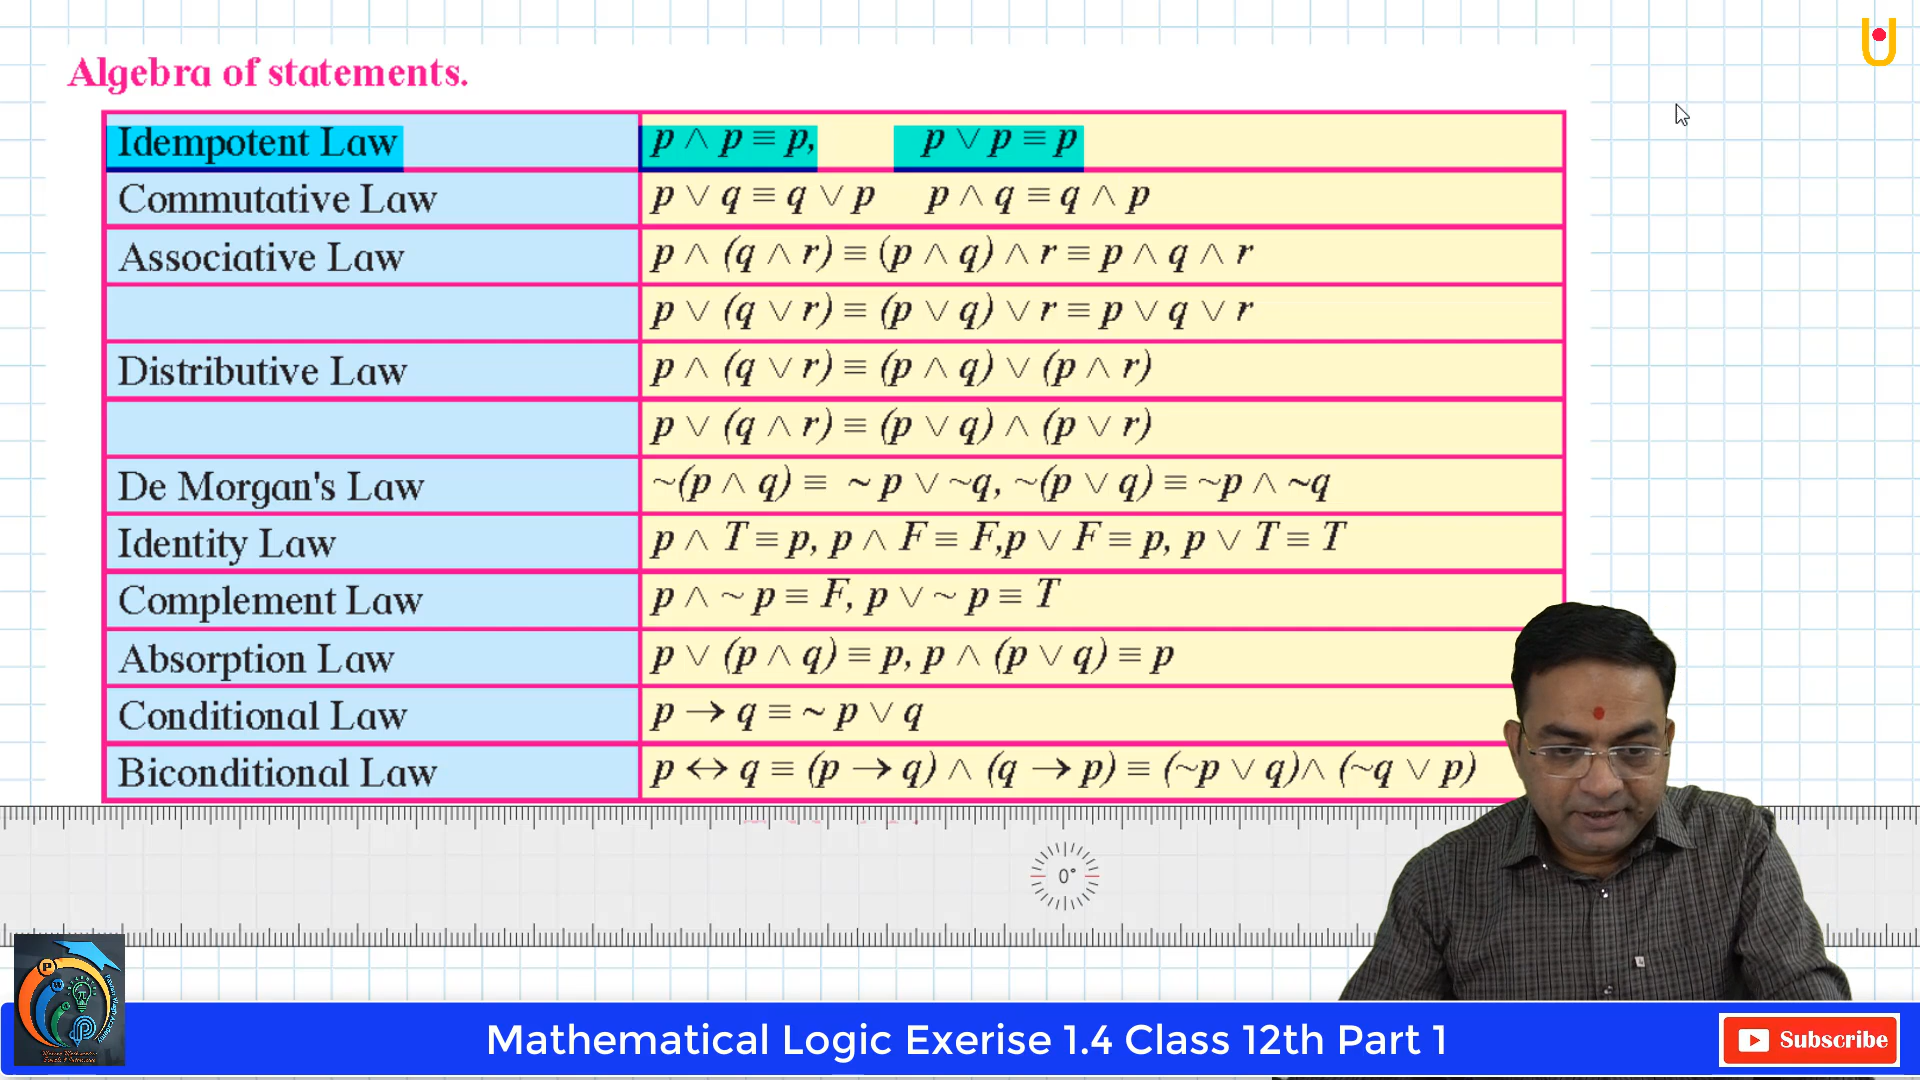 Algebra of statements.
Idempotent Law p ∧ p ≡ p, p ∨ p ≡ p
Commutative Law p ∨ q ≡ q ∨ p p ∧ q ≡ q ∧ p
Associative Law p ∧ (q ∧ r) ≡ (p ∧ q) ∧ r ≡ p ∧ q ∧ r
p ∨ (q ∨ r) ≡ (p ∨ q) ∨ r ≡ p ∨ q ∨ r
Distributive Law p ∧ (q ∨ r) ≡ (p ∧ q) ∨ (p ∧ r)
p ∨ (q ∧ r) ≡ (p ∨ q) ∧ (p ∨ r)
De Morgan's Law ~(p ∧ q) ≡ ~ p ∨ ~q, ~(p ∨ q) ≡ ~p ∧ ~q
Identity Law p ∧ T ≡ p, p ∧ F ≡ F, p ∨ F ≡ p, p ∨ T ≡ T
Complement Law p ∧ ~ p ≡ F, p ∨ ~ p ≡ T
Absorption Law p ∨ (p ∧ q) ≡ p, p ∧ (p ∨ q) ≡ p
Conditional Law p → q ≡ ~ p ∨ q
Biconditional Law p ↔ q ≡ (p → q) ∧ (q → p) ≡ (~p ∨ q) ∧ (~q ∨ p)
0°
Mathematical Logic Exerise 1.4 Class 12th Part 1
Subscribe